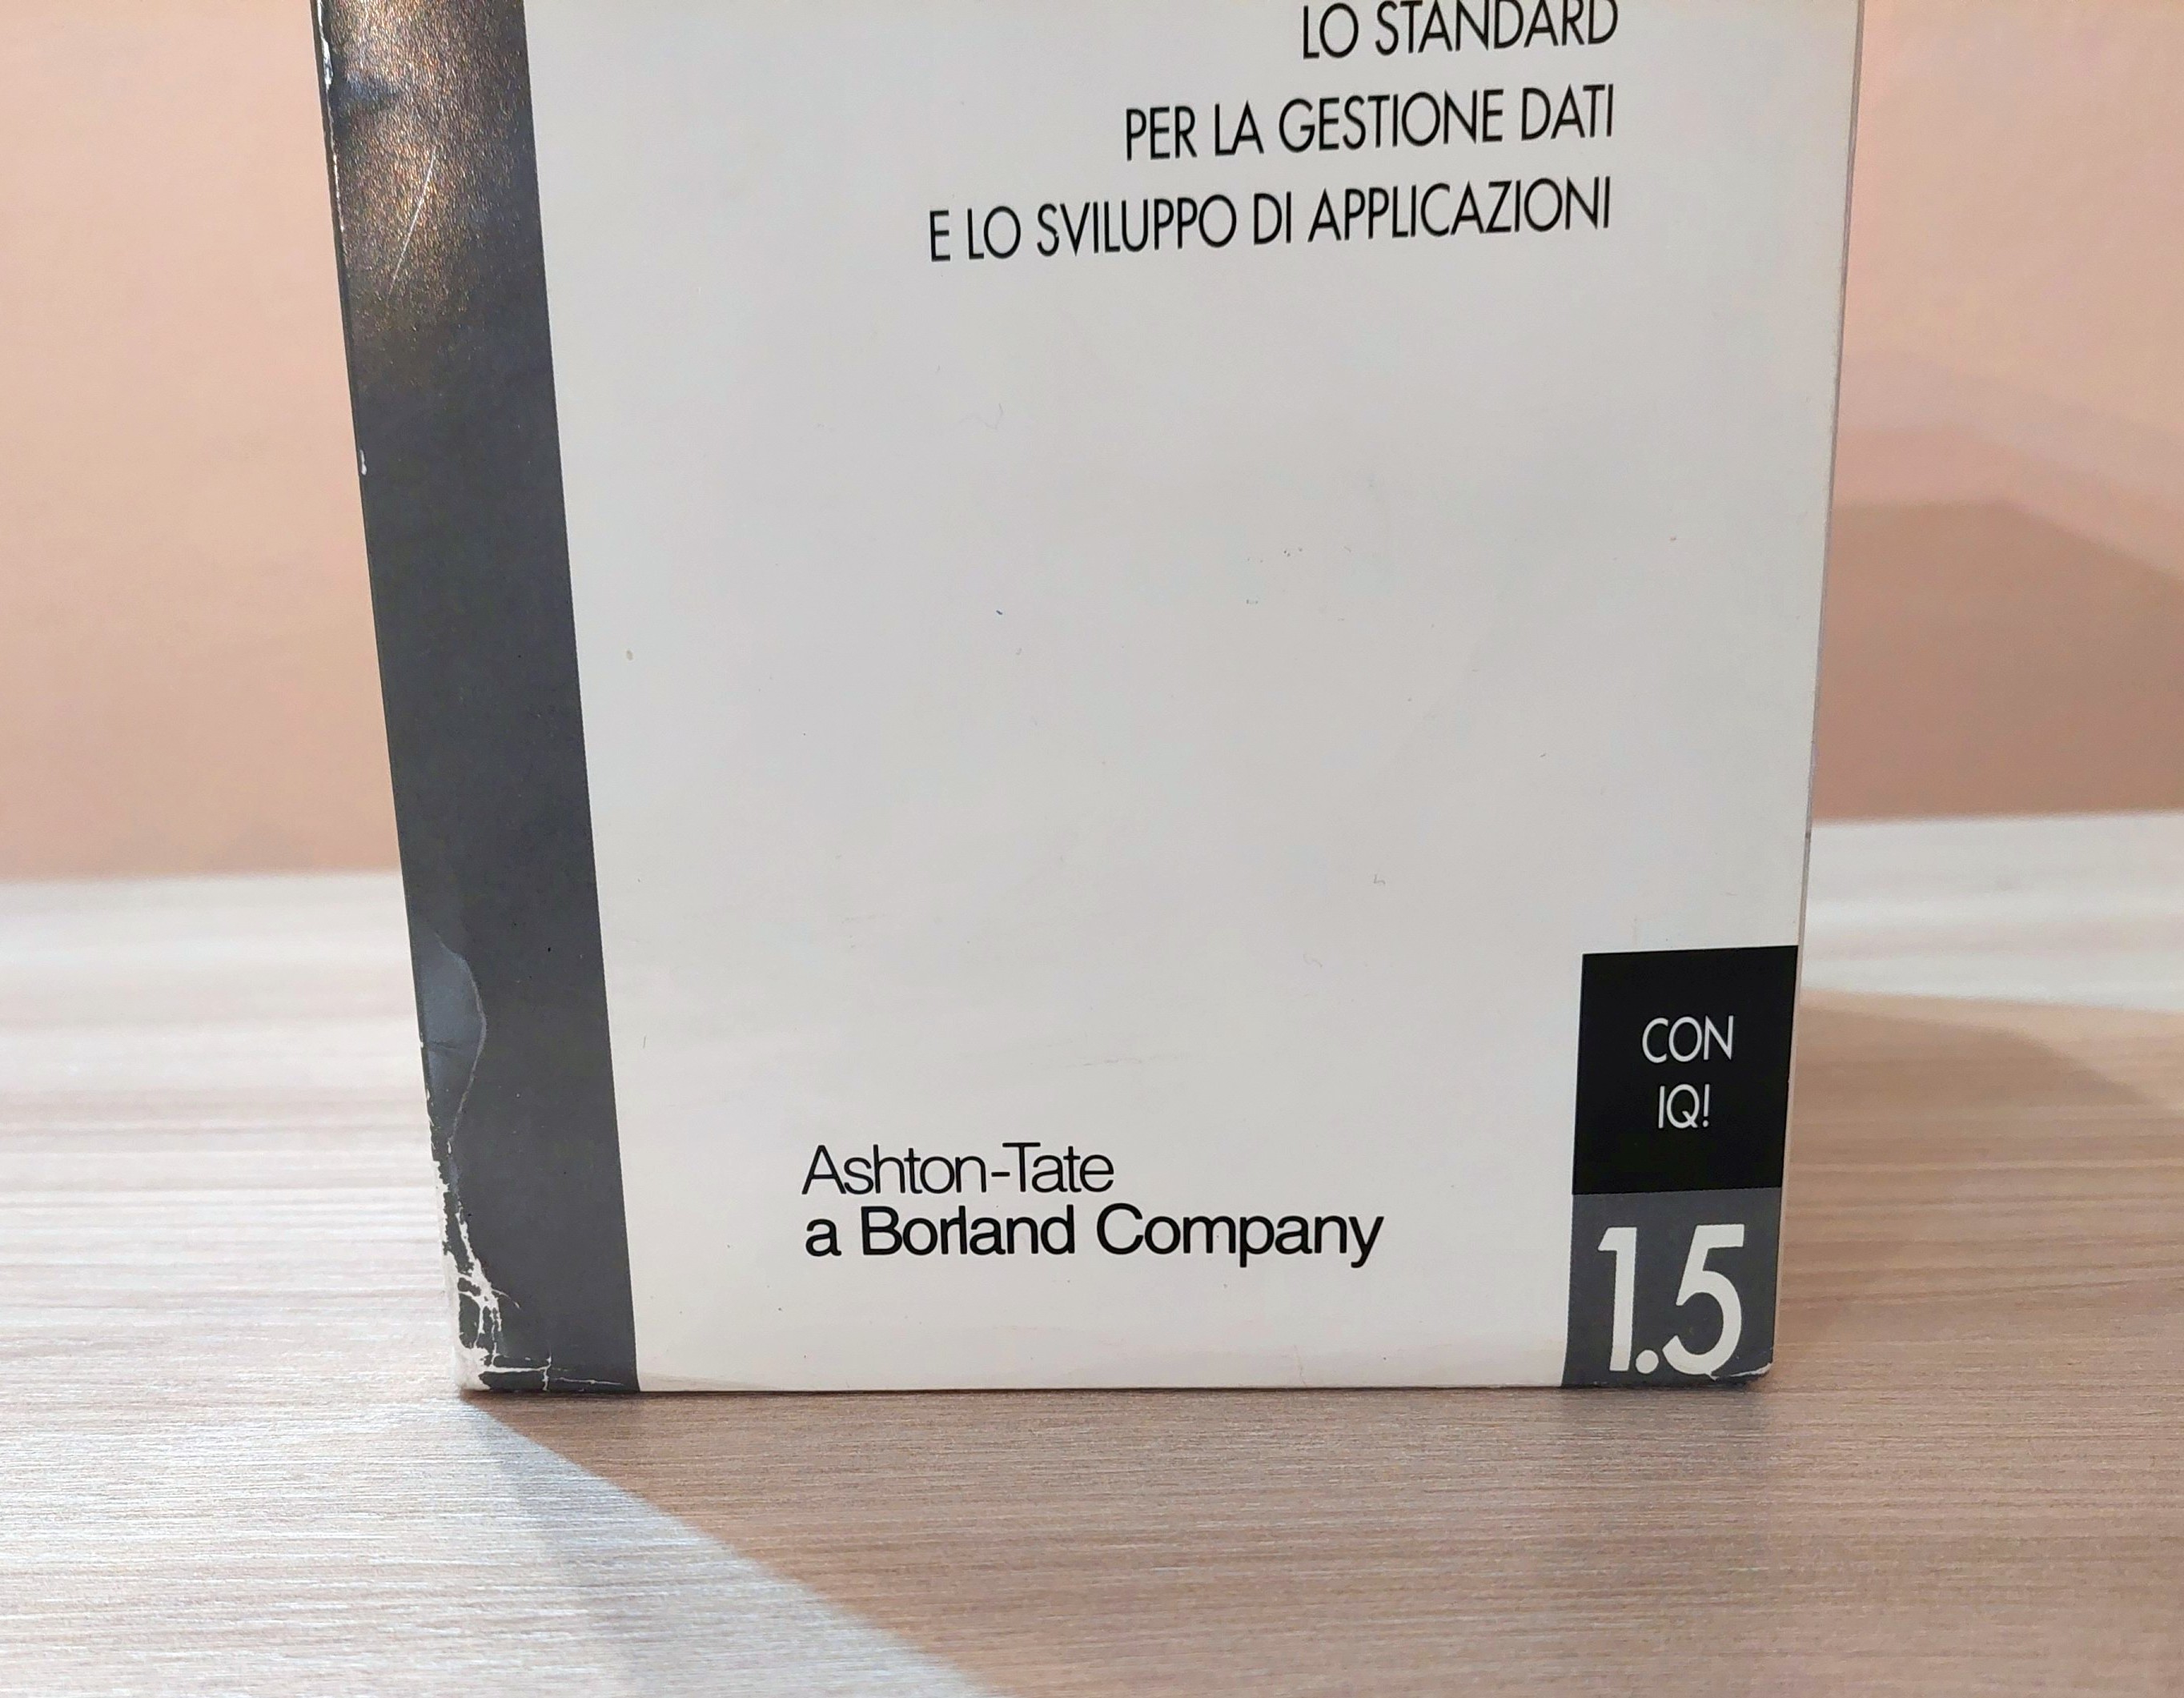 LO STANDARD
PER LA GESTIONE DATI
E LO SVILUPPO DI APPLICAZIONI
CON
IQ!
Ashton-Tate
a Borland Company
1.5